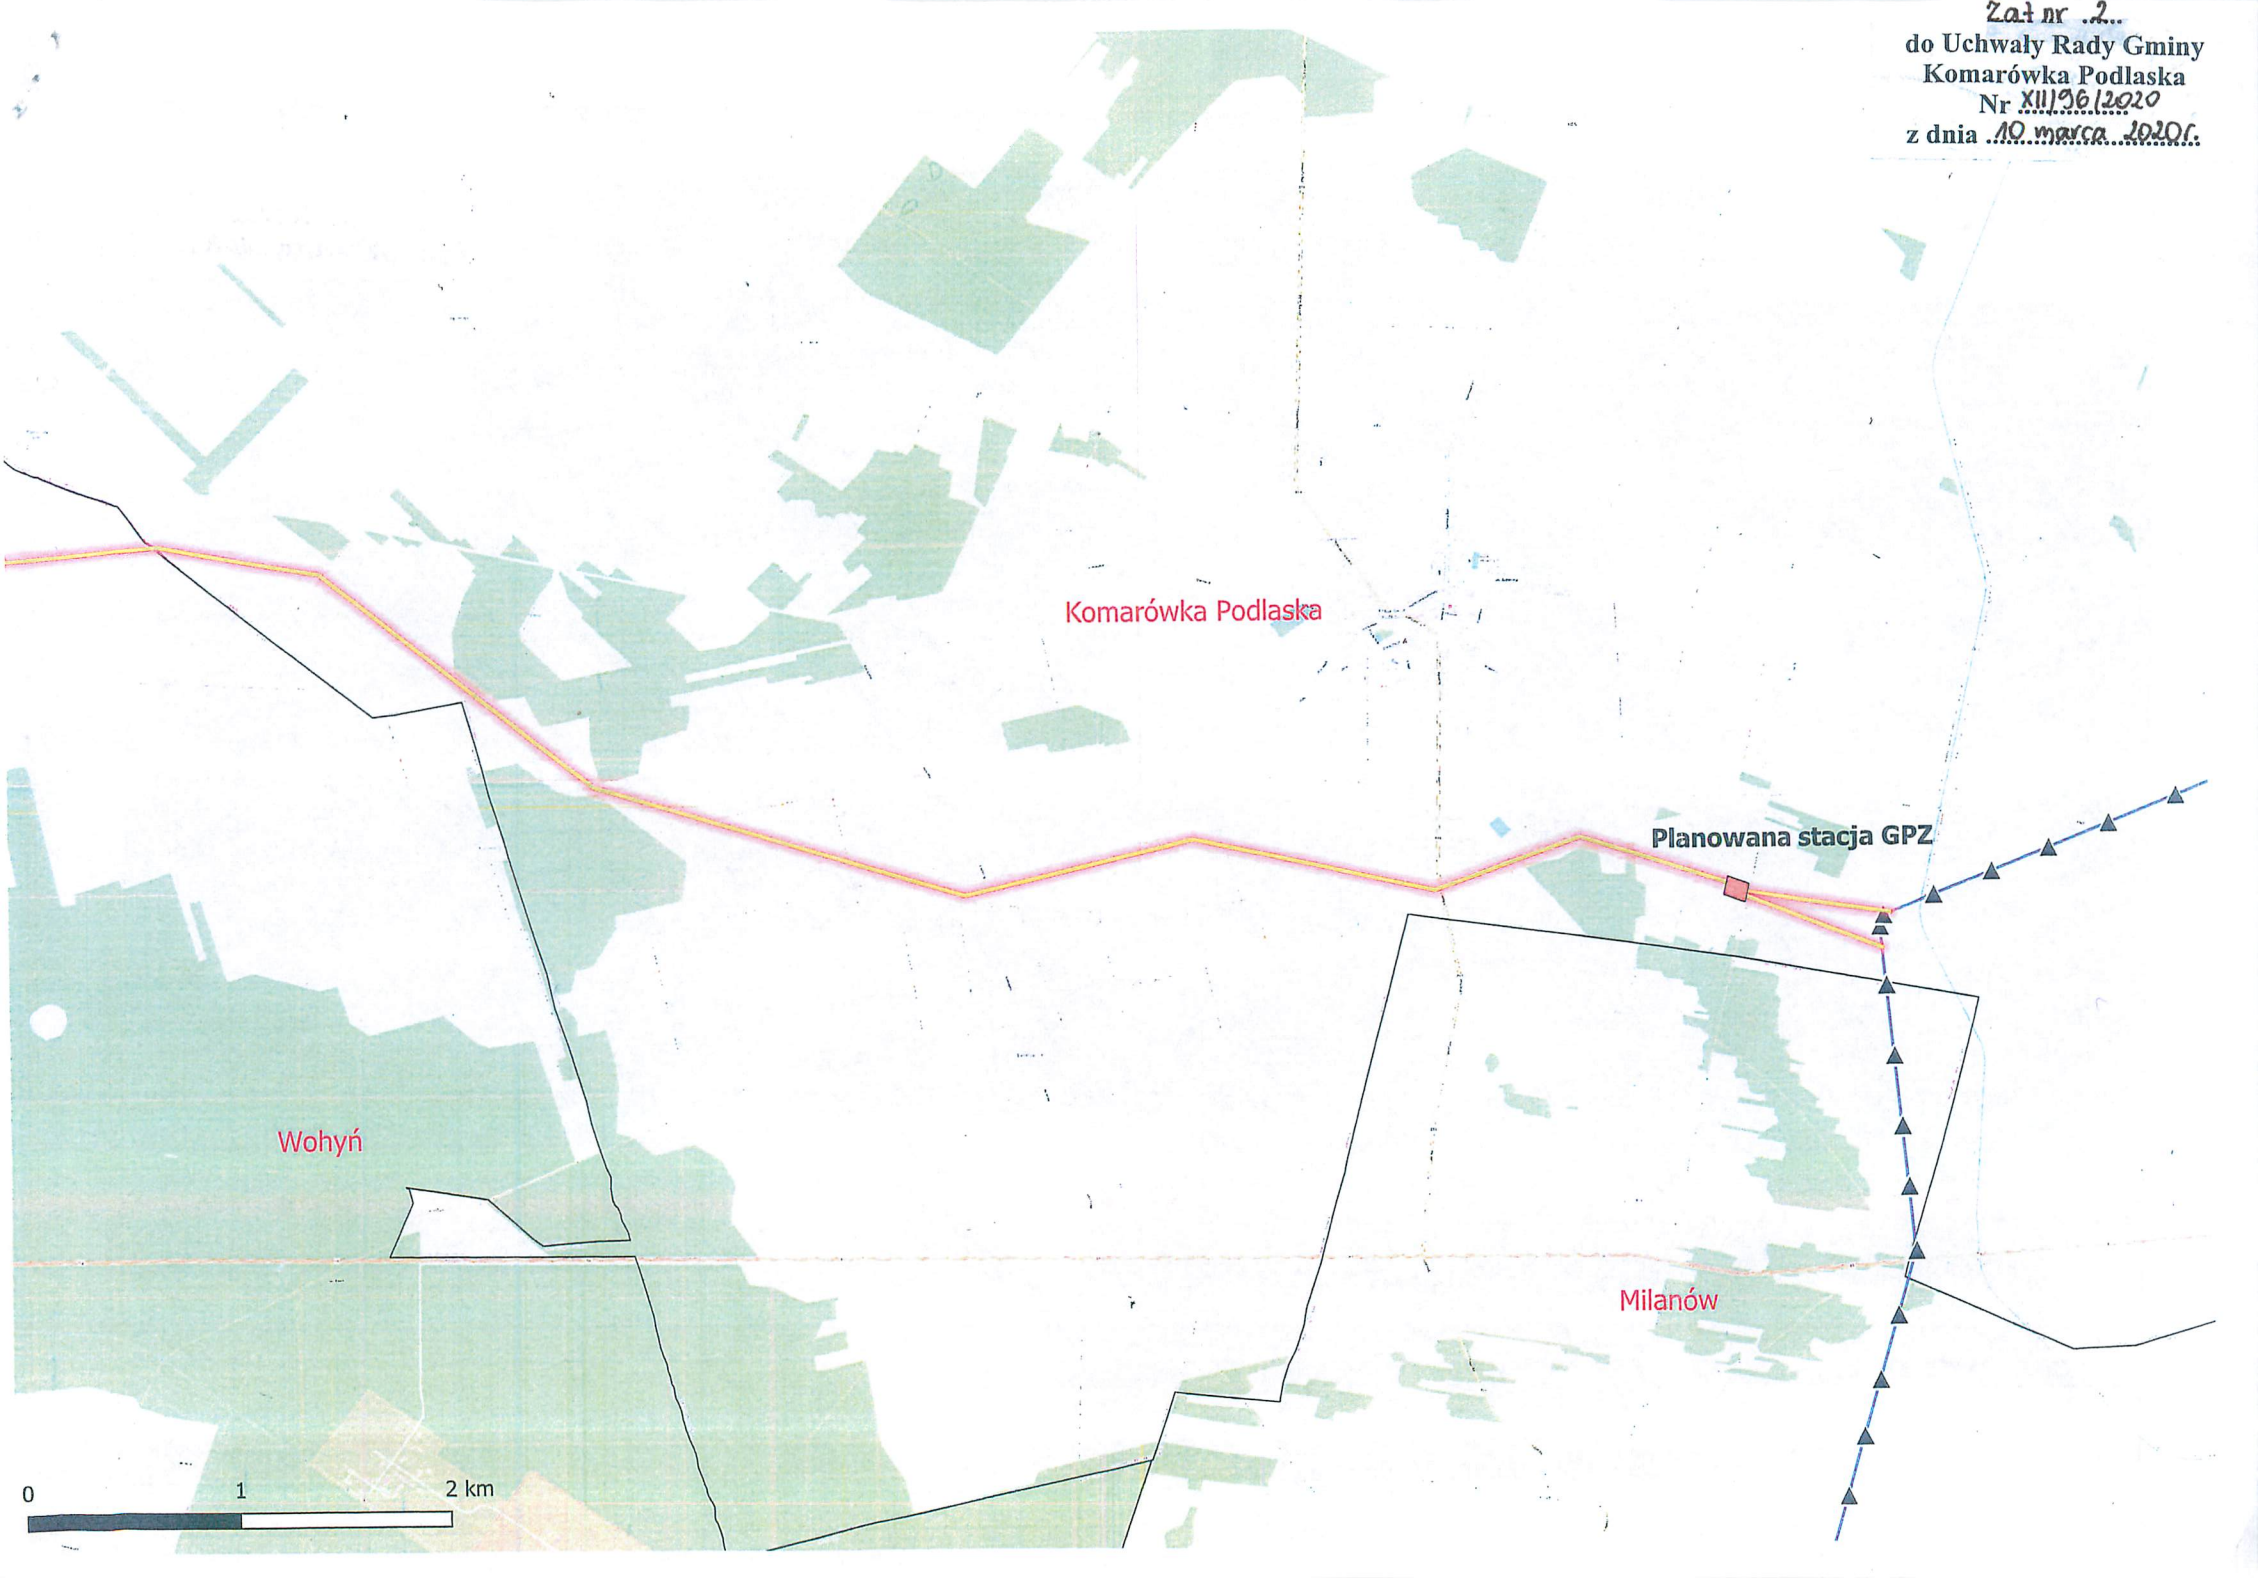 Zał nr .2..
do Uchwały Rady Gminy
Komarówka Podlaska
Nr XII/96/2020
z dnia 10 marca 2020r.
Komarówka Podlaska
Planowana stacja GPZ
Wohyń
Milanów
0 1 2 km